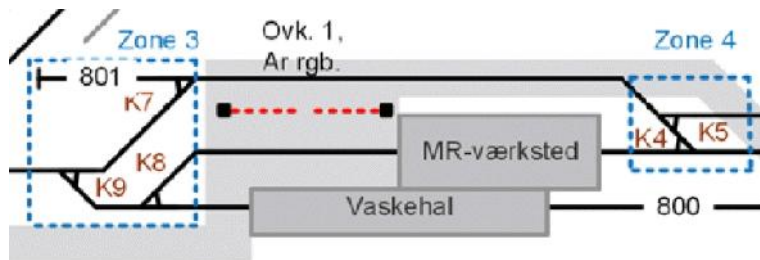 Zone 3
Ovk. 1,
Ar rgb.
Zone 4
801
K7
K8
K9
MR-værksted
K4
K5
Vaskehal
800